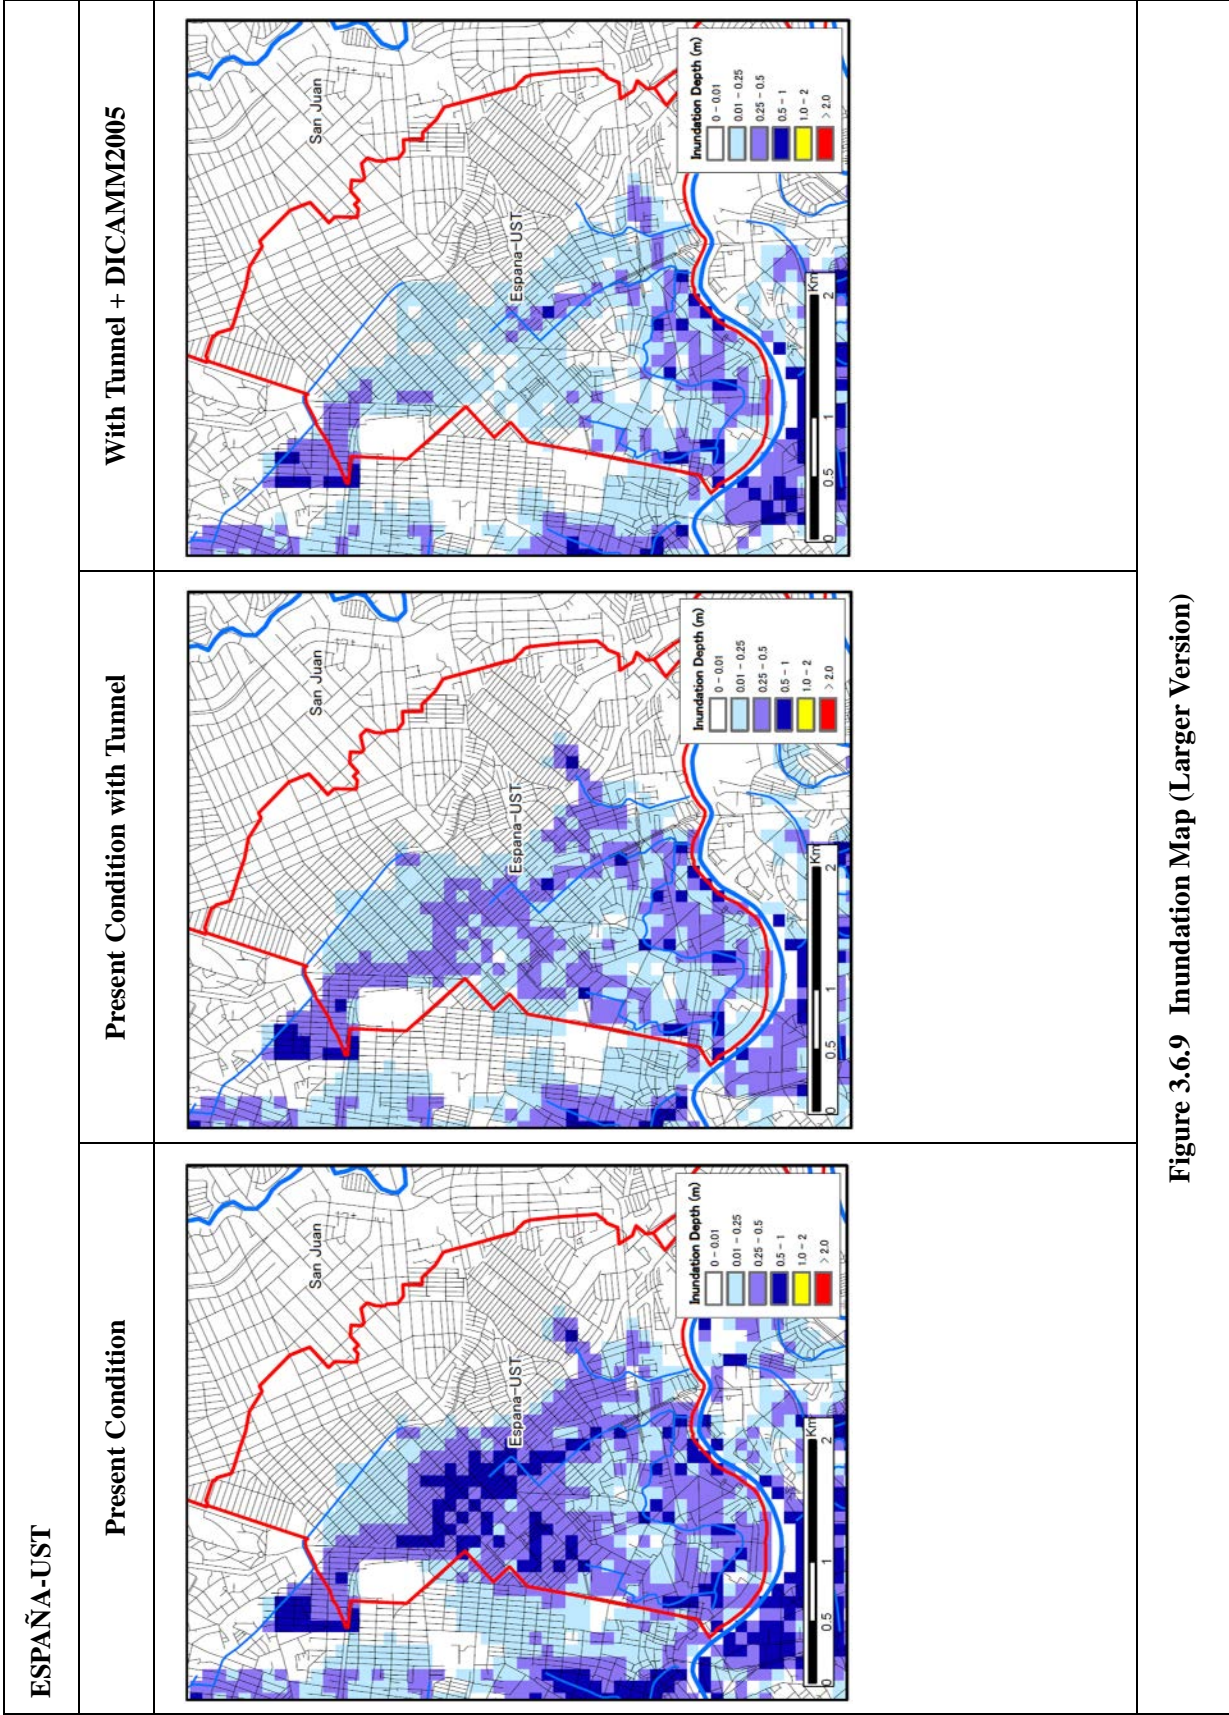 ESPAÑA-UST
Present Condition
Present Condition with Tunnel
With Tunnel + DICAMM2005
San Juan
Espana-UST
Inundation Depth (m)
0 - 0.01
0.01 - 0.25
0.25 - 0.5
0.5 - 1
1.0 - 2
> 2.0
Km
0 0.5 1 2
San Juan
Espana-UST
Inundation Depth (m)
0 - 0.01
0.01 - 0.25
0.25 - 0.5
0.5 - 1
1.0 - 2
> 2.0
Km
0 0.5 1 2
San Juan
Espana-UST
Inundation Depth (m)
0 - 0.01
0.01 - 0.25
0.25 - 0.5
0.5 - 1
1.0 - 2
> 2.0
Km
0 0.5 1 2
Figure 3.6.9 Inundation Map (Larger Version)